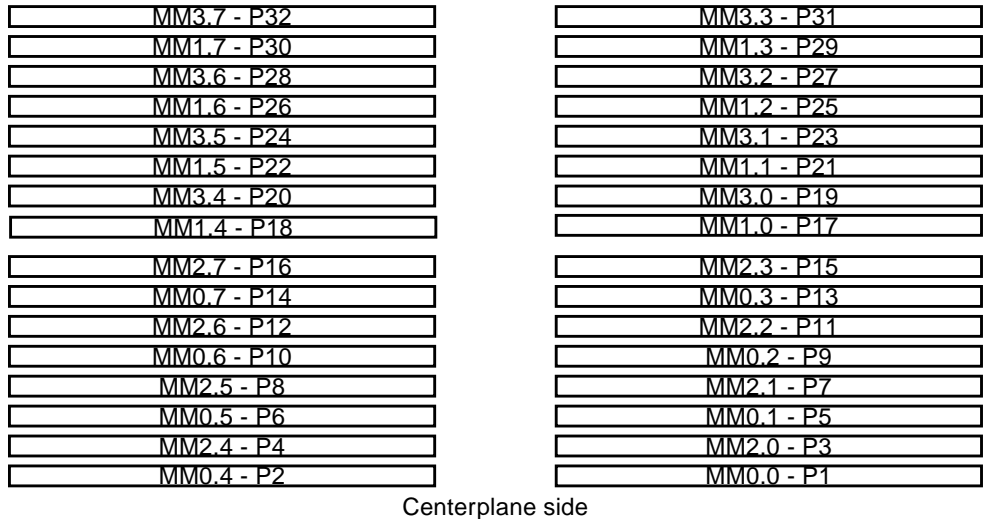 MM3.7 - P32 MM3.3 - P31
MM1.7 - P30 MM1.3 - P29
MM3.6 - P28 MM3.2 - P27
MM1.6 - P26 MM1.2 - P25
MM3.5 - P24 MM3.1 - P23
MM1.5 - P22 MM1.1 - P21
MM3.4 - P20 MM3.0 - P19
MM1.4 - P18 MM1.0 - P17
MM2.7 - P16 MM2.3 - P15
MM0.7 - P14 MM0.3 - P13
MM2.6 - P12 MM2.2 - P11
MM0.6 - P10 MM0.2 - P9
MM2.5 - P8 MM2.1 - P7
MM0.5 - P6 MM0.1 - P5
MM2.4 - P4 MM2.0 - P3
MM0.4 - P2 MM0.0 - P1
Centerplane side